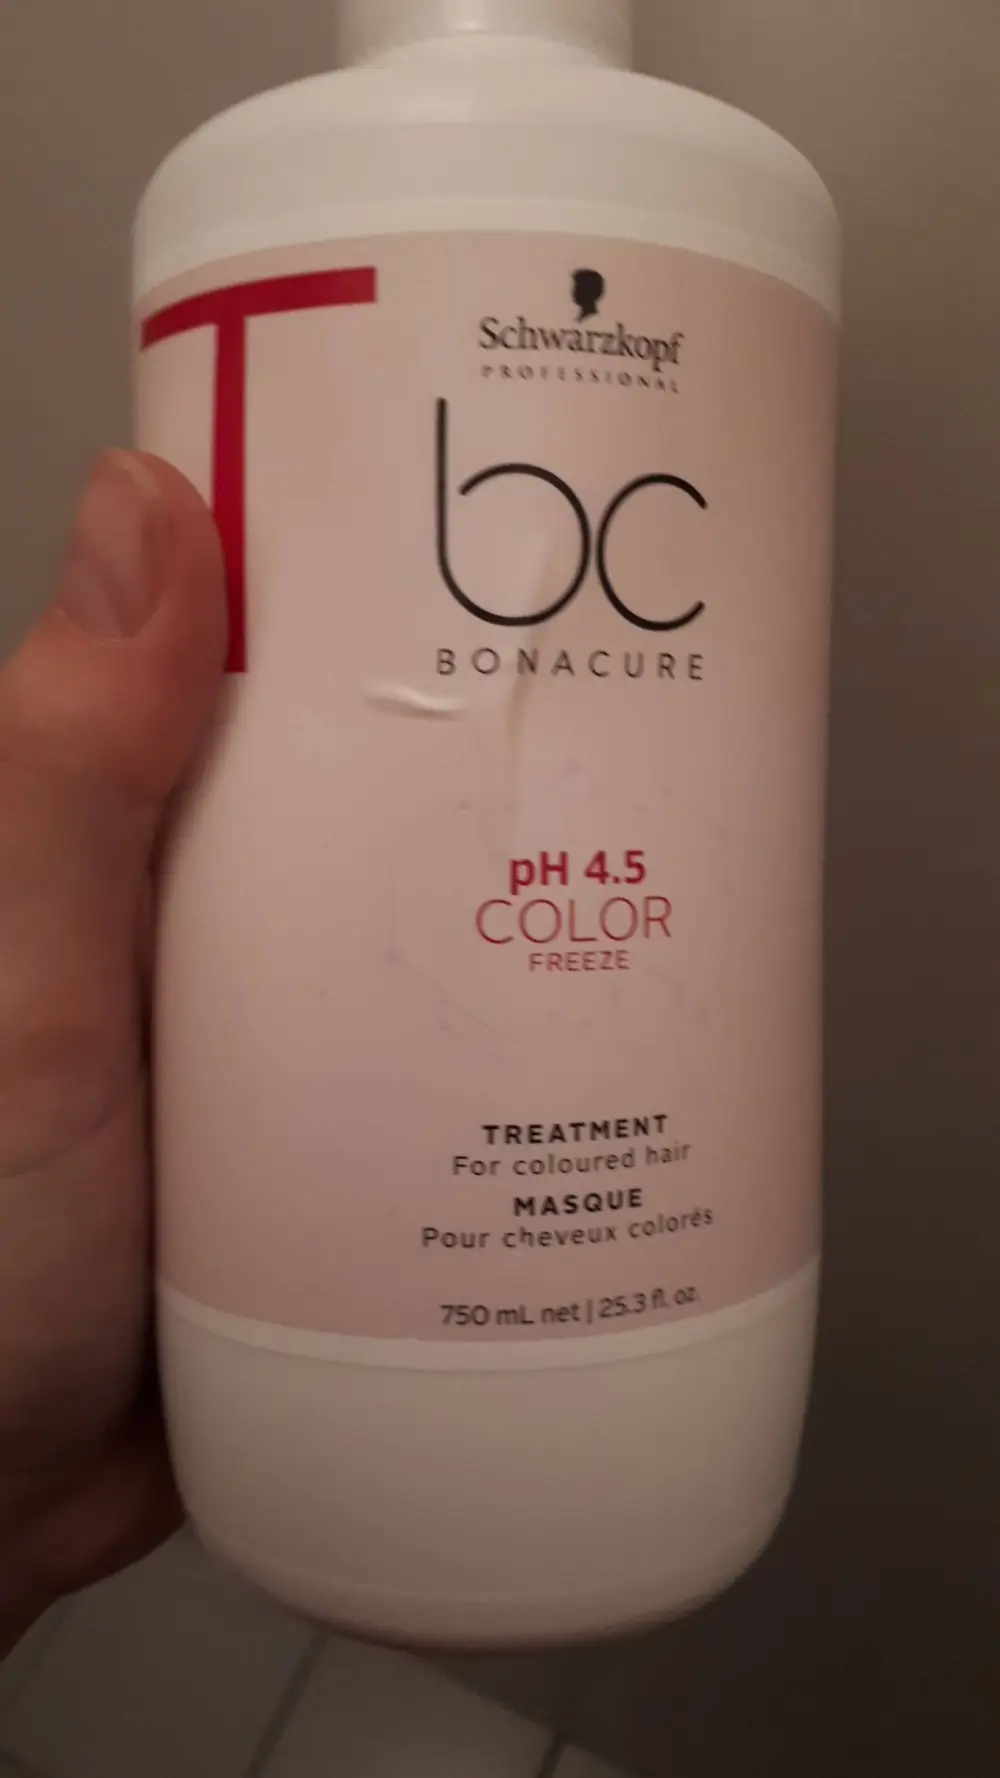 T
Schwarzkopf
PROFESSIONAL
bc
BONACURE
pH 4.5
COLOR
FREEZE
TREATMENT
For coloured hair
MASQUE
Pour cheveux colorés
750 mL net | 25.3 fl. oz.